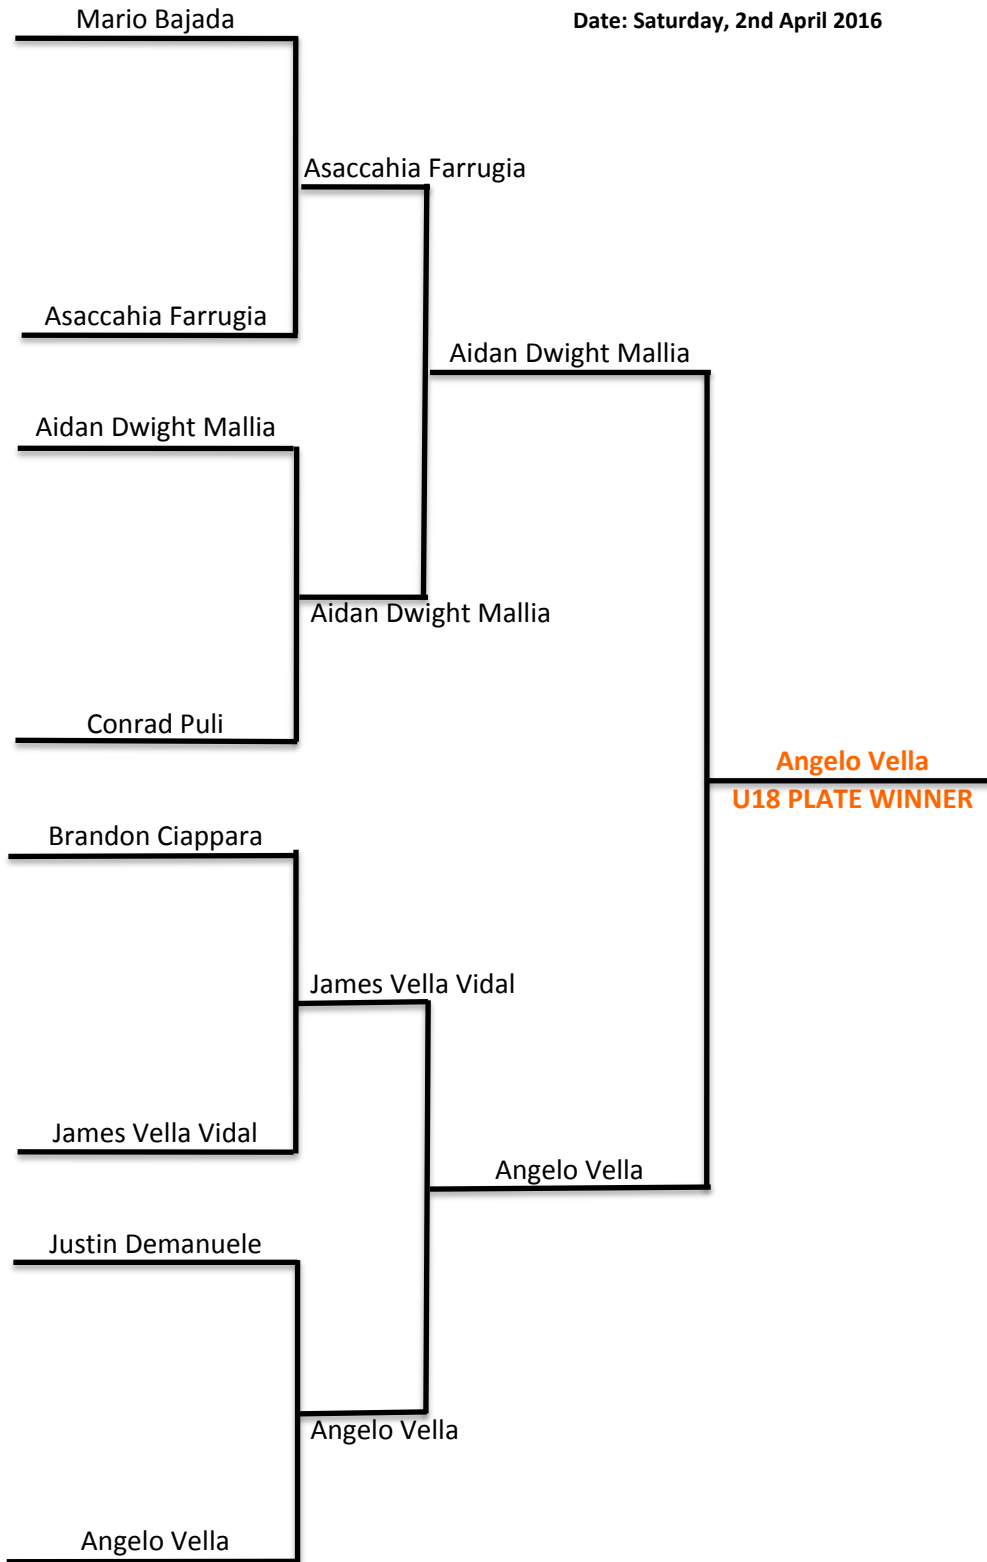 Mario Bajada
Date: Saturday, 2nd April 2016
Asaccahia Farrugia
Asaccahia Farrugia
Aidan Dwight Mallia
Aidan Dwight Mallia
Aidan Dwight Mallia
Conrad Puli
Angelo Vella
U18 PLATE WINNER
Brandon Ciappara
James Vella Vidal
James Vella Vidal
Angelo Vella
Justin Demanuele
Angelo Vella
Angelo Vella